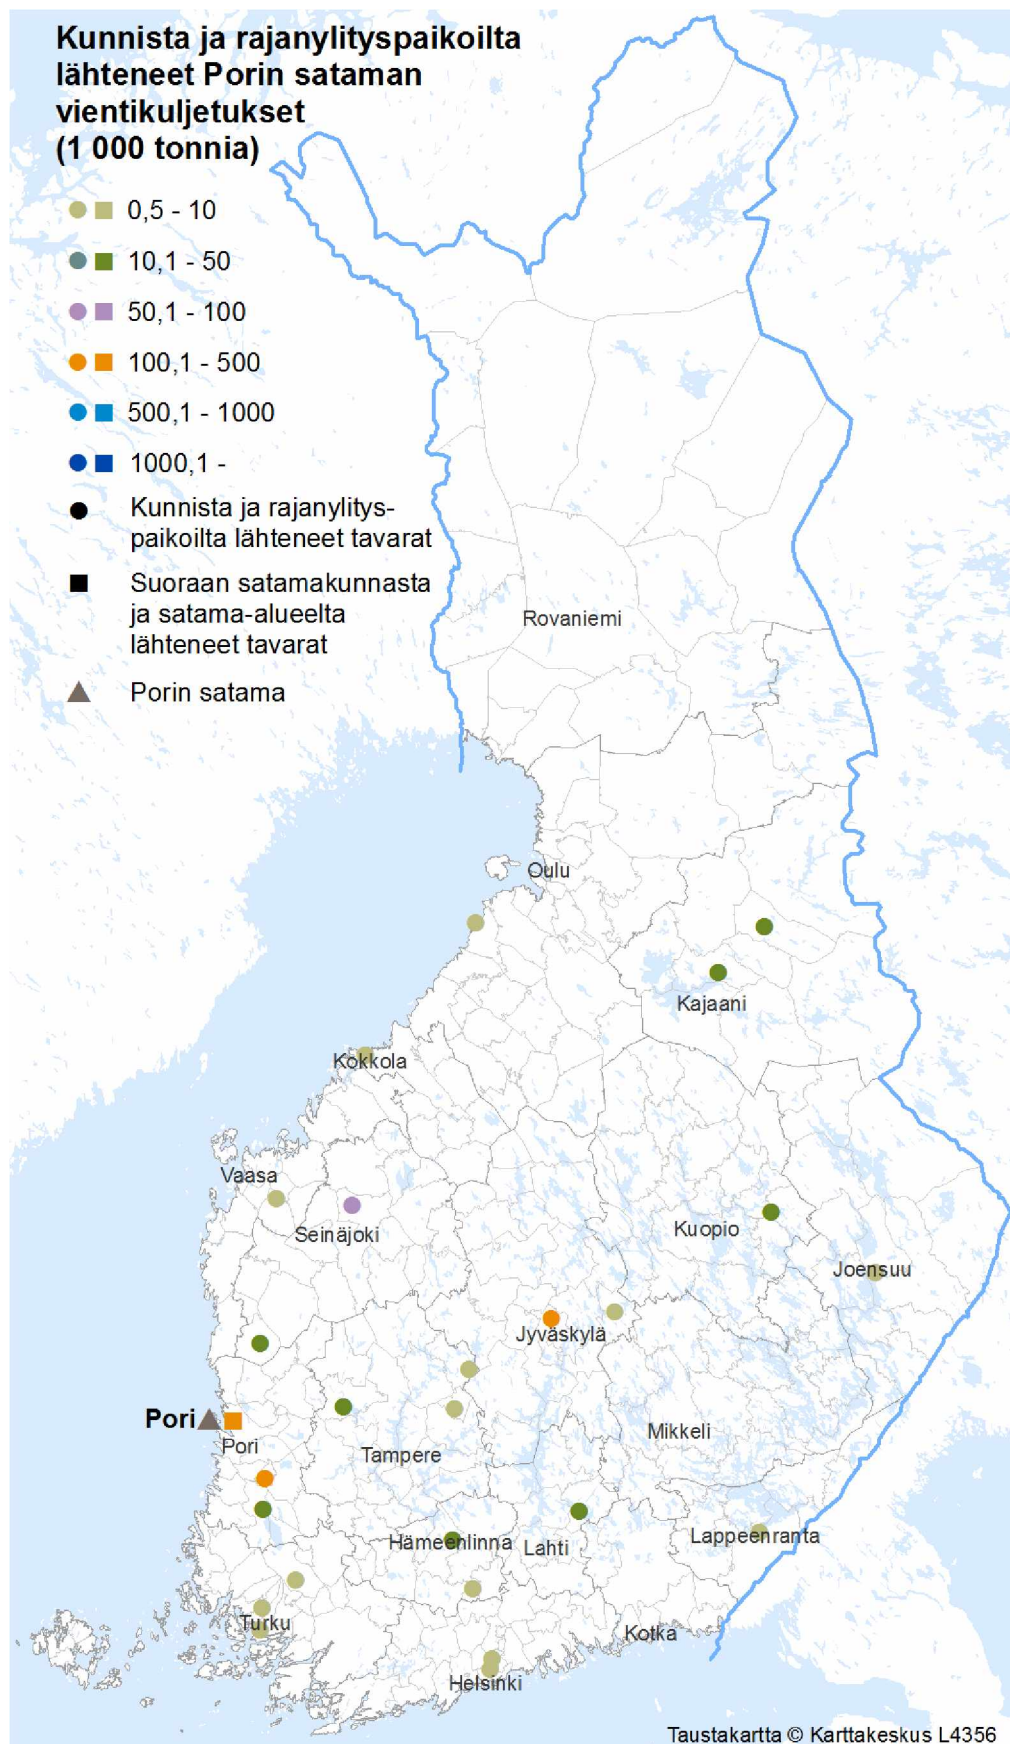 Kunnista ja rajanylityspaikoilta
lähteneet Porin sataman
vientikuljetukset
(1 000 tonnia)
0,5 - 10
10,1 - 50
50,1 - 100
100,1 - 500
500,1 - 1000
1000,1 -
Kunnista ja rajanylitys-
paikoilta lähteneet tavarat
Suoraan satamakunnasta
ja satama-alueelta
lähteneet tavarat
Porin satama
Rovaniemi
Oulu
Kajaani
Kokkola
Vaasa
Seinäjoki
Kuopio
Joensuu
Jyväskylä
Pori
Pori
Mikkeli
Tampere
Lappeenranta
Hämeenlinna
Lahti
Turku
Kotka
Helsinki
Taustakartta © Karttakeskus L4356